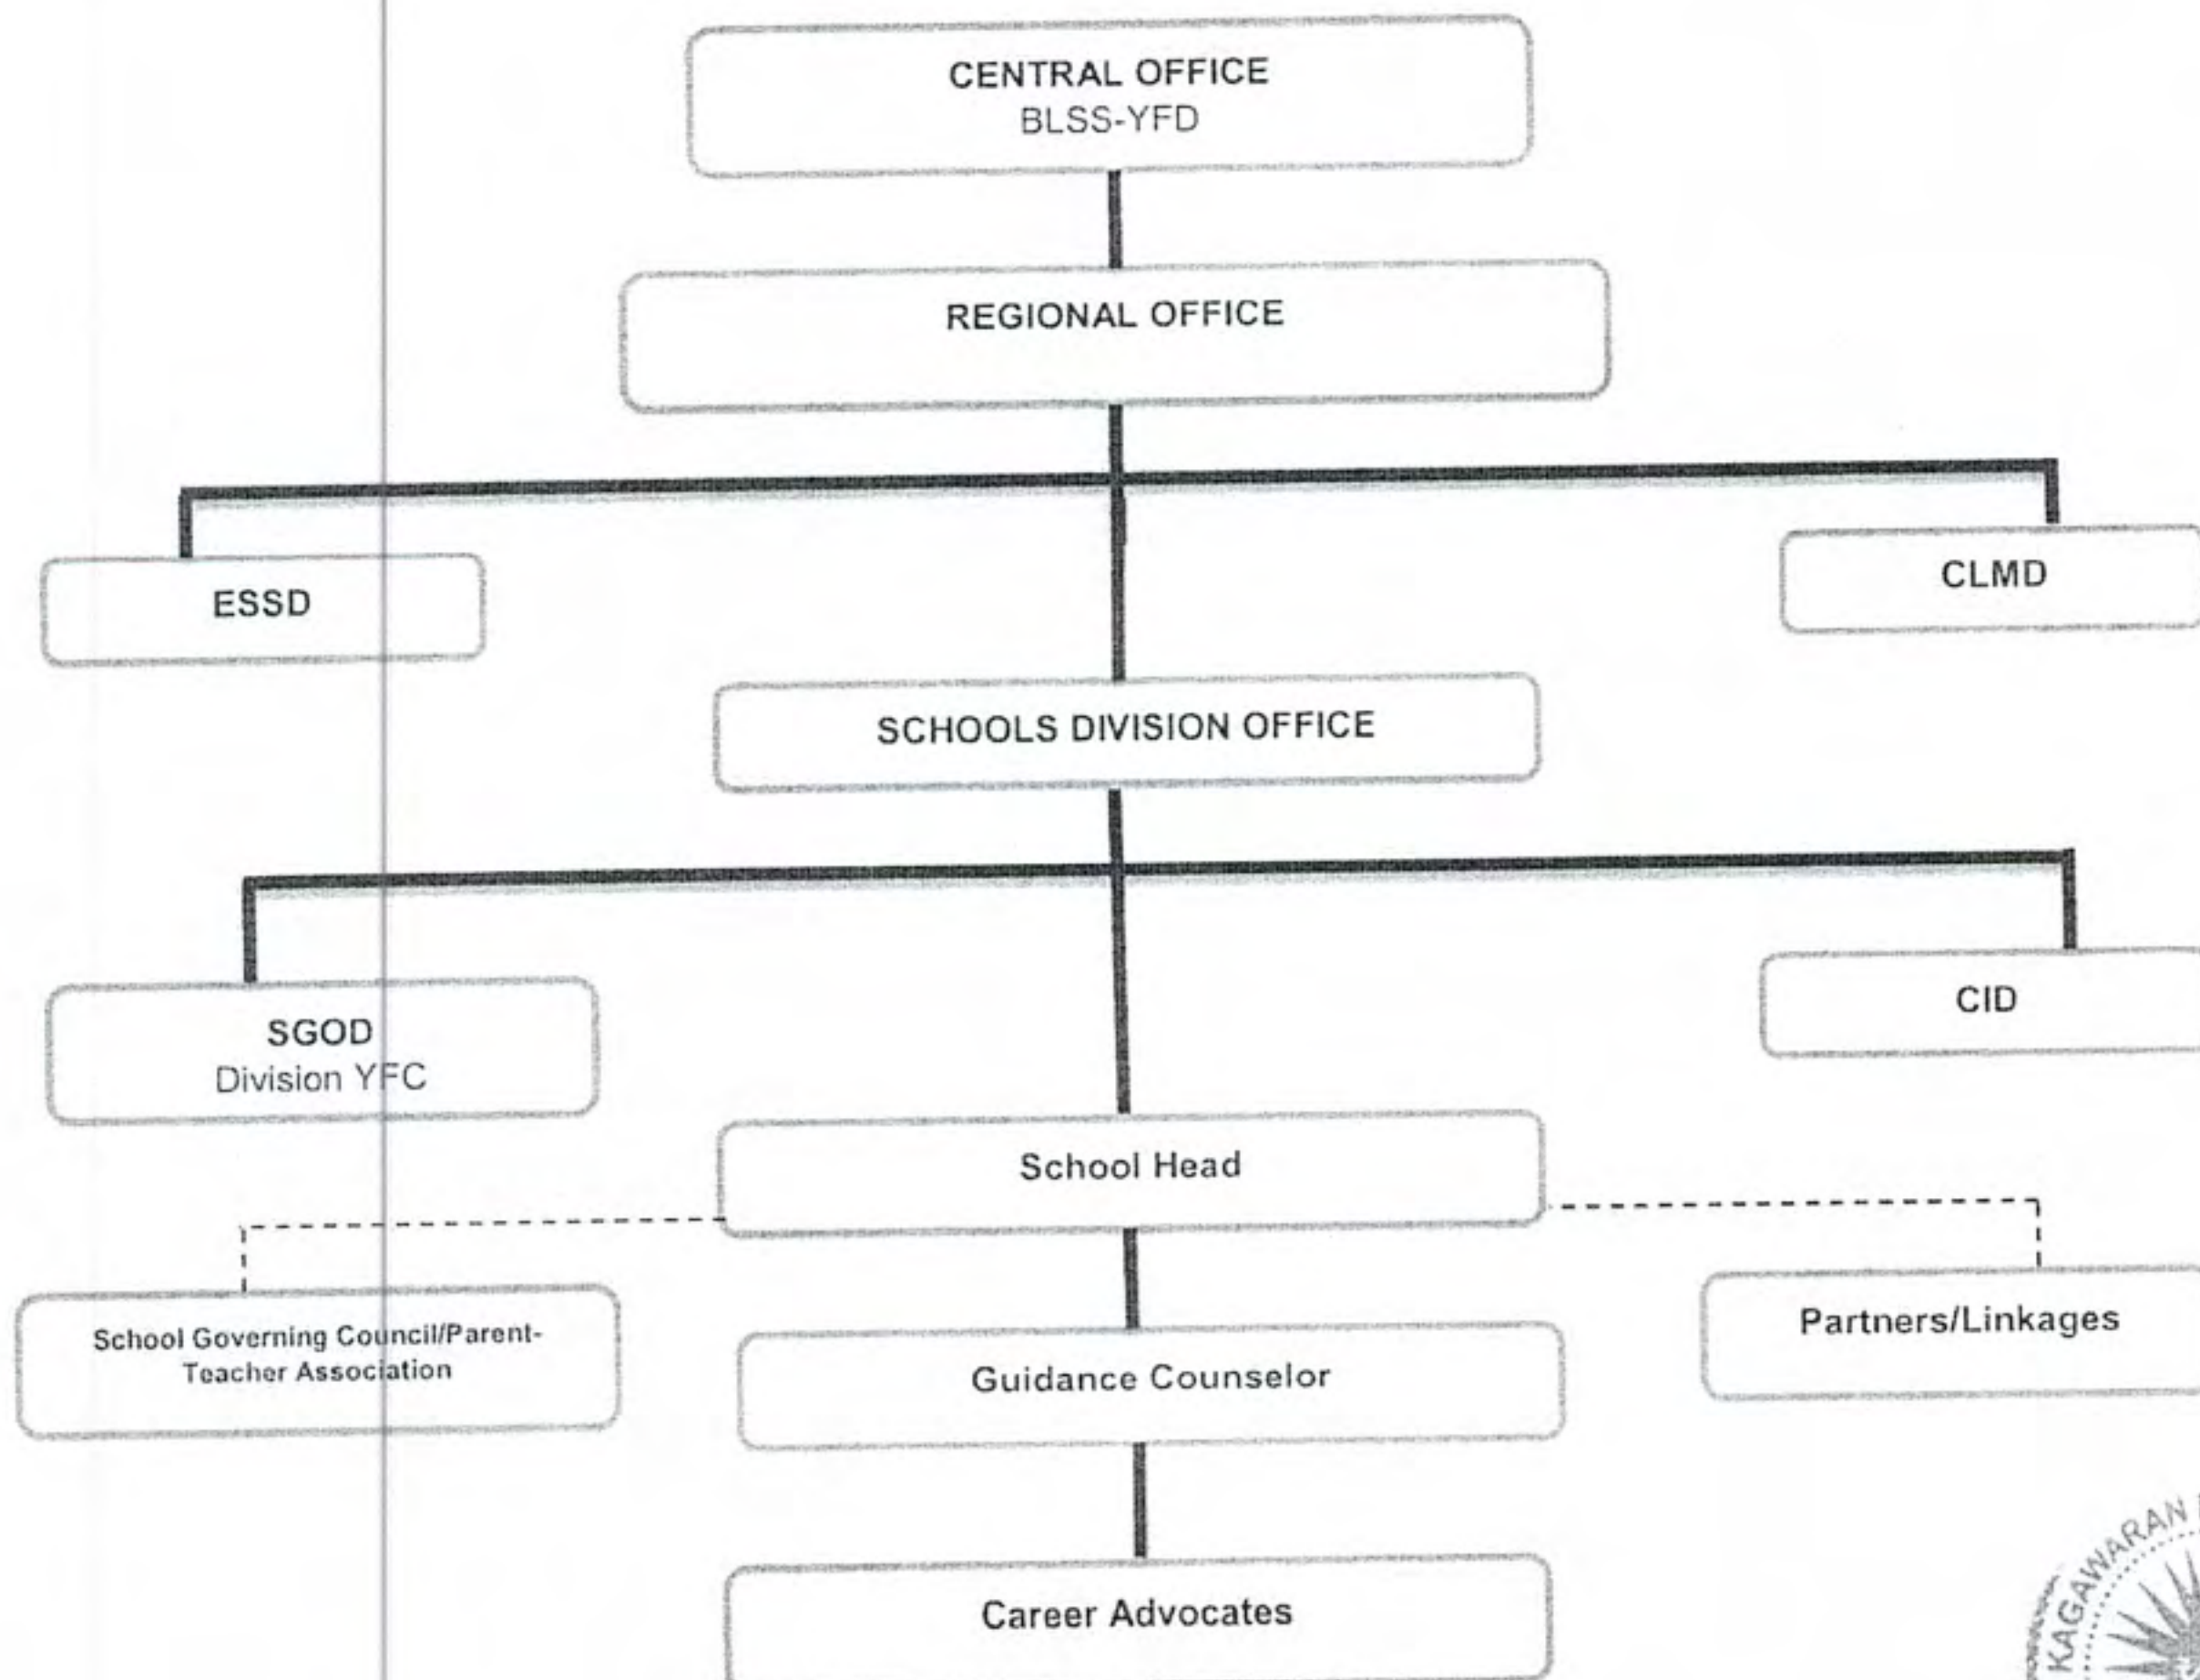 CENTRAL OFFICE
BLSS-YFD
REGIONAL OFFICE
ESSD
CLMD
SCHOOLS DIVISION OFFICE
SGOD
Division YFC
CID
School Head
School Governing Council/Parent-
Teacher Association
Partners/Linkages
Guidance Counselor
Career Advocates
KAGAWARAN